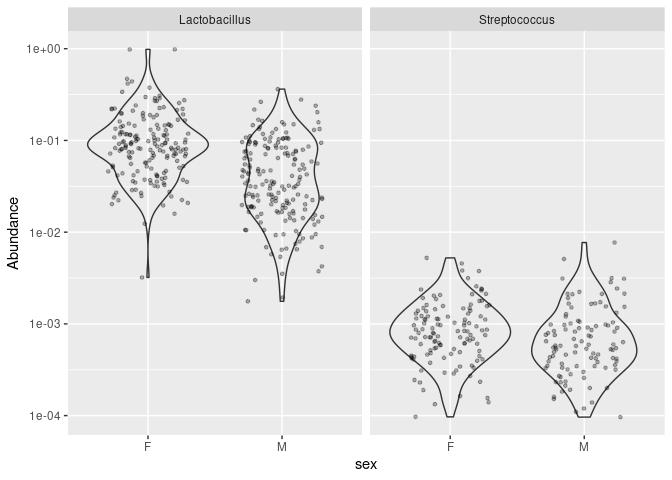 Lactobacillus
Streptococcus
Abundance
1e+00
1e-01
1e-02
1e-03
1e-04
F
M
F
M
sex